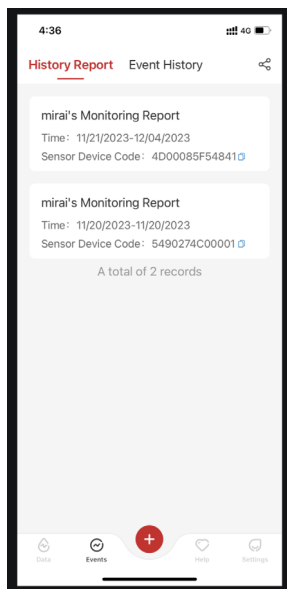 4:36
4G
History Report Event History
mirai's Monitoring Report
Time: 11/21/2023-12/04/2023
Sensor Device Code: 4D00085F54841
mirai's Monitoring Report
Time: 11/20/2023-11/20/2023
Sensor Device Code: 5490274C00001
A total of 2 records
Data Events Help Settings